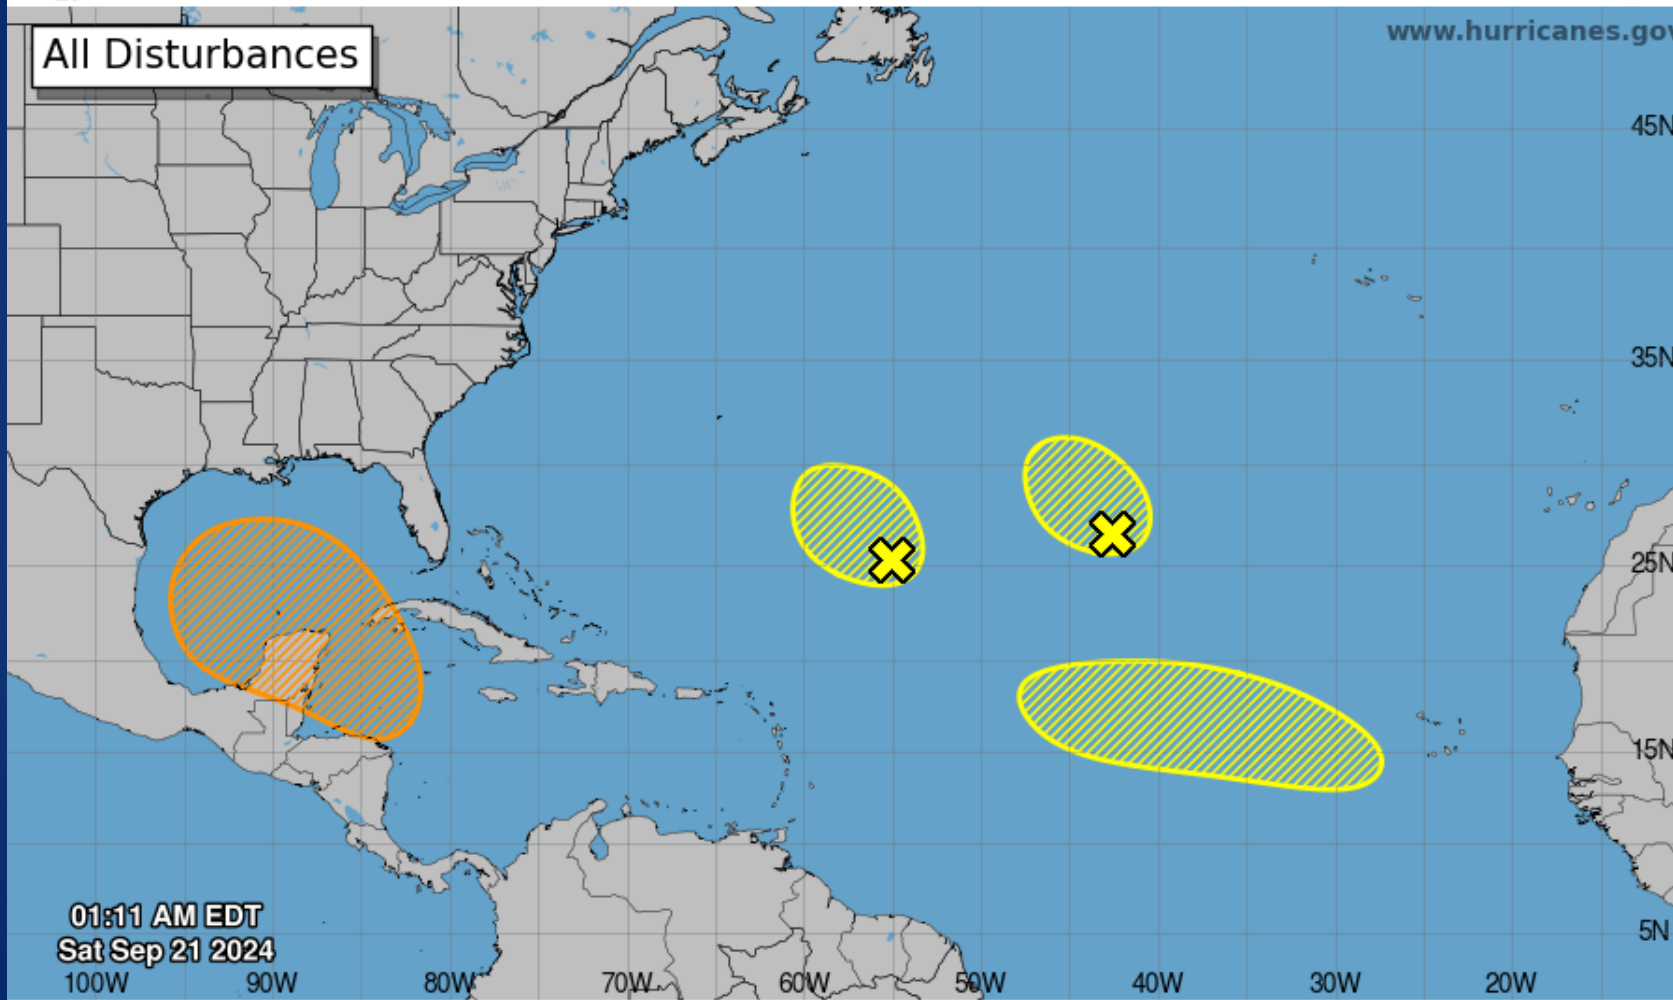 All Disturbances
www.hurricanes.gov
45N
35N
25N
15N
5N
01:11 AM EDT
Sat Sep 21 2024
100W 90W 80W 70W 60W 50W 40W 30W 20W